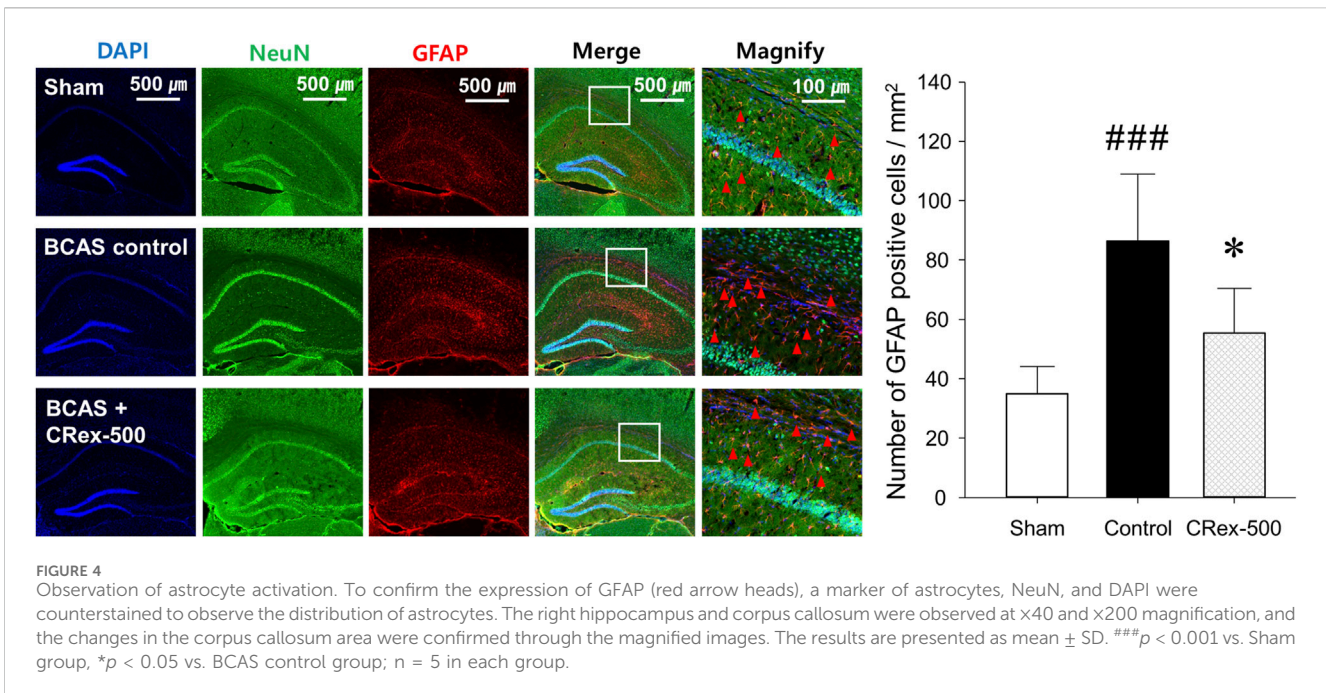 DAPI NeuN GFAP Merge Magnify
Sham 500 μm 500 μm 500 μm 500 μm 100 μm
BCAS control
BCAS +
CRex-500
Number of GFAP positive cells / mm²
140
120
100
80
60
40
20
0
###
*
Sham Control CRex-500
FIGURE 4
Observation of astrocyte activation. To confirm the expression of GFAP (red arrow heads), a marker of astrocytes, NeuN, and DAPI were
counterstained to observe the distribution of astrocytes. The right hippocampus and corpus callosum were observed at ×40 and ×200 magnification, and
the changes in the corpus callosum area were confirmed through the magnified images. The results are presented as mean ± SD. ###p < 0.001 vs. Sham
group, *p < 0.05 vs. BCAS control group; n = 5 in each group.